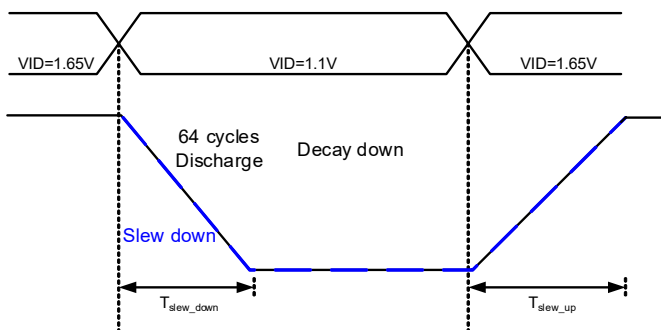 VID=1.65V VID=1.1V VID=1.65V
64 cycles
Discharge
Decay down
Slew down
Tslew_down
Tslew_up